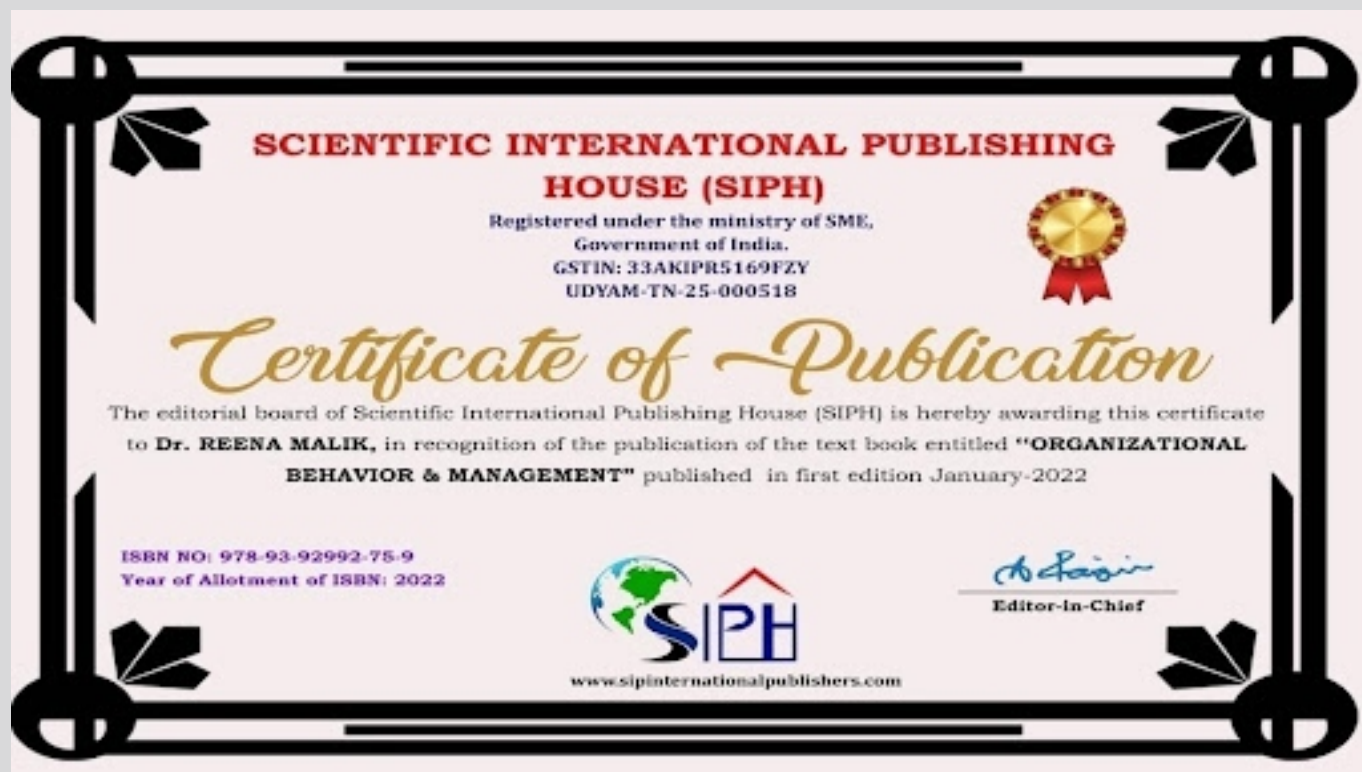 SCIENTIFIC INTERNATIONAL PUBLISHING
HOUSE (SIPH)
Registered under the ministry of SME,
Government of India.
GSTIN: 33AKIPR5169FZY
UDYAM-TN-25-000518
Certificate of Publication
The editorial board of Scientific International Publishing House (SIPH) is hereby awarding this certificate
to Dr. REENA MALIK, in recognition of the publication of the text book entitled “ORGANIZATIONAL
BEHAVIOR & MANAGEMENT” published in first edition January-2022
ISBN NO: 978-93-92992-75-9
Year of Allotment of ISBN: 2022
SIPH
Editor-In-Chief
www.sipinternationalpublishers.com